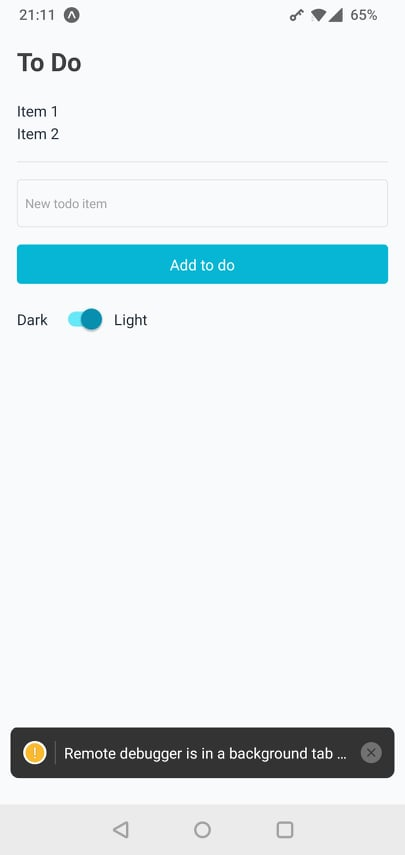 21:11 65%
To Do
Item 1
Item 2
New todo item
Add to do
Dark Light
! Remote debugger is in a background tab ...